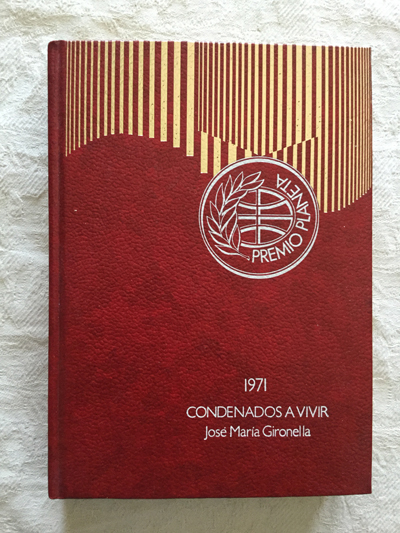 PREMIO PLANETA
1971
CONDENADOS A VIVIR
José María Gironella